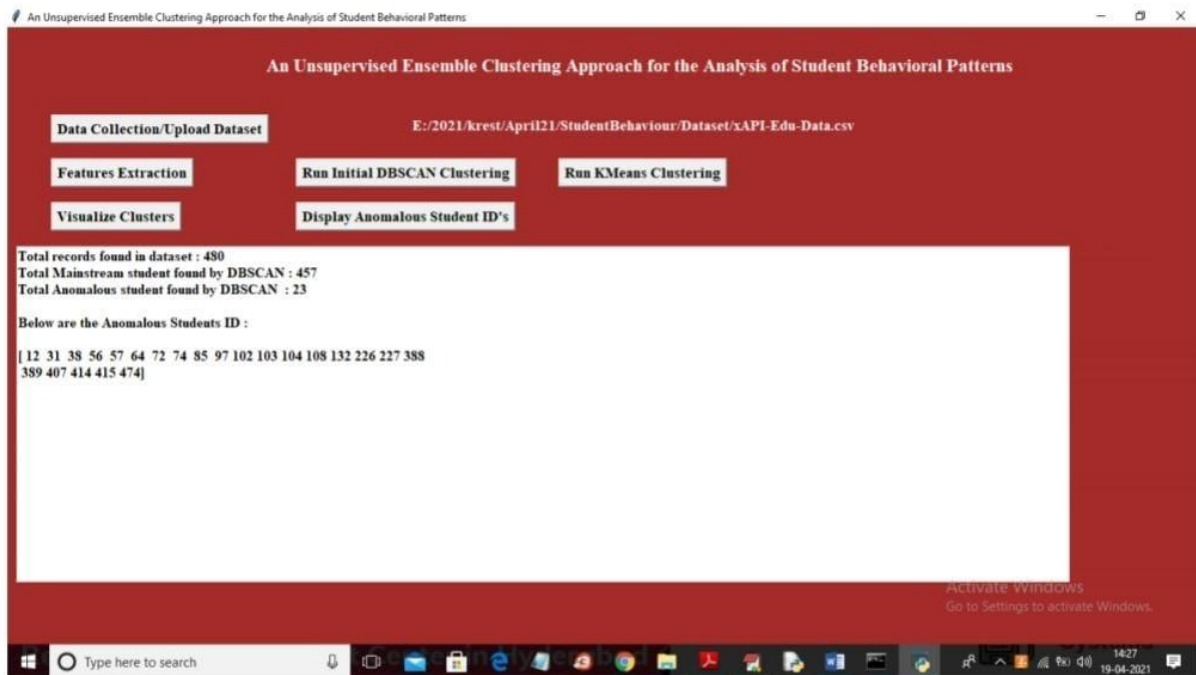 An Unsupervised Ensemble Clustering Approach for the Analysis of Student Behavioral Patterns
An Unsupervised Ensemble Clustering Approach for the Analysis of Student Behavioral Patterns
Data Collection/Upload Dataset
E:/2021/krest/April21/StudentBehaviour/Dataset/xAPI-Edu-Data.csv
Features Extraction
Run Initial DBSCAN Clustering
Run KMeans Clustering
Visualize Clusters
Display Anomalous Student ID's
Total records found in dataset : 480
Total Mainstream student found by DBSCAN : 457
Total Anomalous student found by DBSCAN : 23
Below are the Anomalous Students ID :
[ 12 31 38 56 57 64 72 74 85 97 102 103 104 108 132 226 227 388
389 407 414 415 474]
Activate Windows
Go to Settings to activate Windows.
Type here to search
14:27
19-04-2021